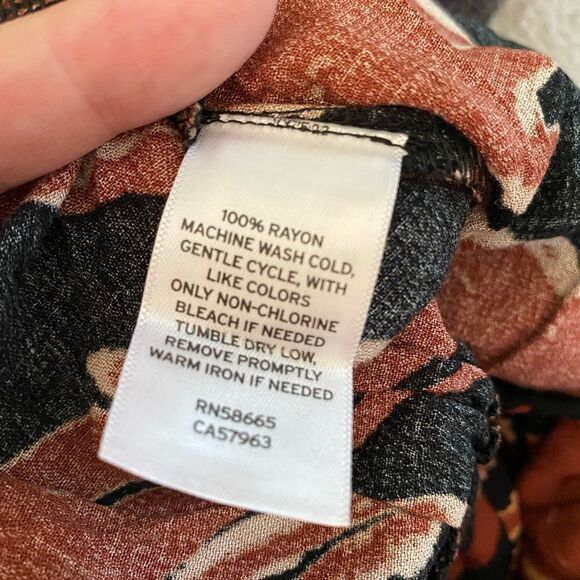 100% RAYON
MACHINE WASH COLD,
GENTLE CYCLE, WITH
LIKE COLORS
ONLY NON-CHLORINE
BLEACH IF NEEDED
TUMBLE DRY LOW,
REMOVE PROMPTLY
WARM IRON IF NEEDED
RN58665
CA57963